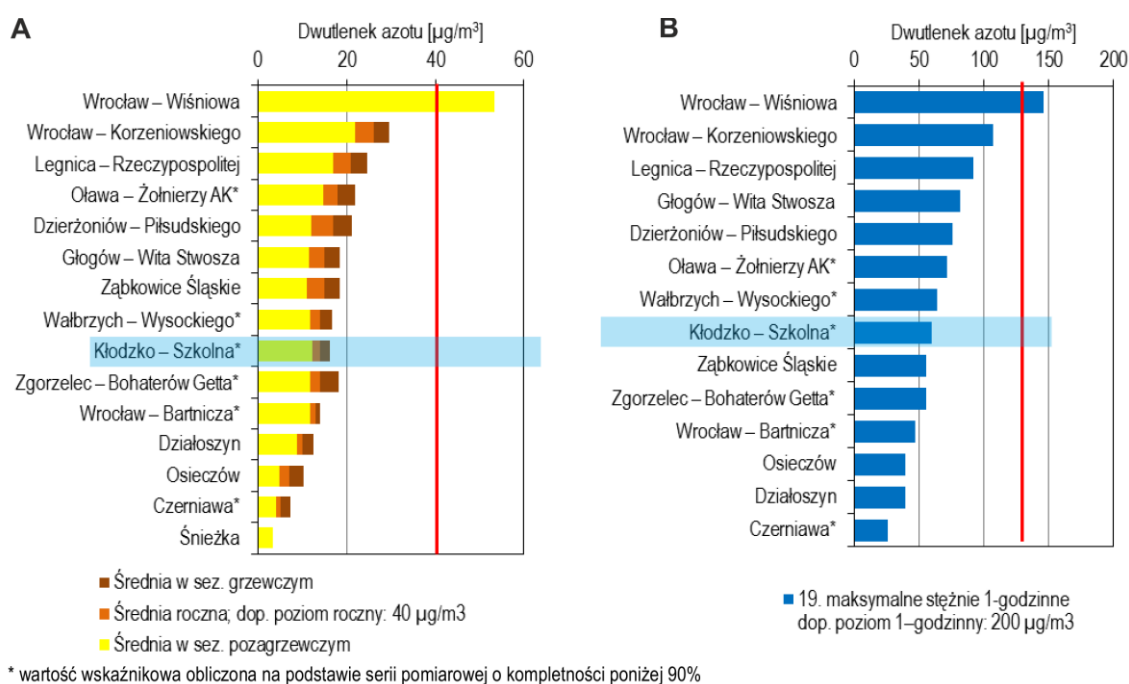 A
Dwutlenek azotu [µg/m³]
0 20 40 60
Wrocław – Wiśniowa
Wrocław – Korzeniowskiego
Legnica – Rzeczypospolitej
Oława – Żołnierzy AK*
Dzierżoniów – Piłsudskiego
Głogów – Wita Stwosza
Ząbkowice Śląskie
Wałbrzych – Wysockiego*
Kłodzko – Szkolna*
Zgorzelec – Bohaterów Getta*
Wrocław – Bartnicza*
Działoszyn
Osieczów
Czerniawa*
Śnieżka
Średnia w sez. grzewczym
Średnia roczna; dop. poziom roczny: 40 µg/m3
Średnia w sez. pozagrzewczym
B
Dwutlenek azotu [µg/m³]
0 50 100 150 200
Wrocław – Wiśniowa
Wrocław – Korzeniowskiego
Legnica – Rzeczypospolitej
Głogów – Wita Stwosza
Dzierżoniów – Piłsudskiego
Oława – Żołnierzy AK*
Wałbrzych – Wysockiego*
Kłodzko – Szkolna*
Ząbkowice Śląskie
Zgorzelec – Bohaterów Getta*
Wrocław – Bartnicza*
Osieczów
Działoszyn
Czerniawa*
19. maksymalne stężnie 1-godzinne
dop. poziom 1–godzinny: 200 µg/m3
* wartość wskaźnikowa obliczona na podstawie serii pomiarowej o kompletności poniżej 90%